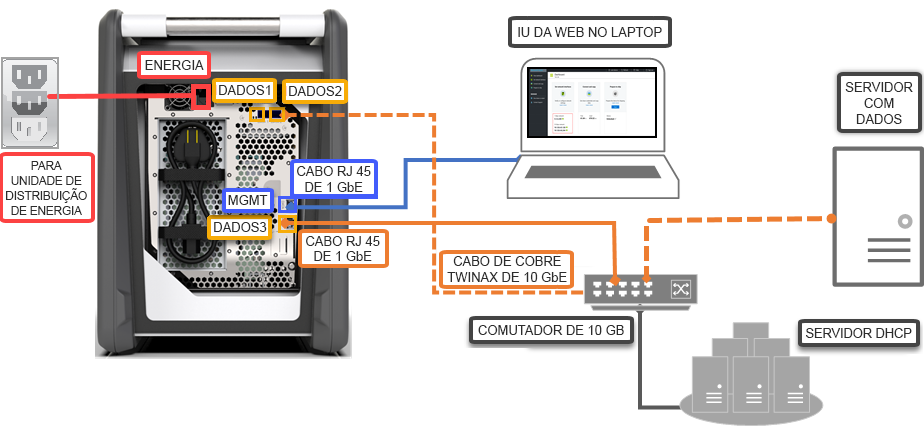 IU DA WEB NO LAPTOP
ENERGIA
DADOS1
DADOS2
SERVIDOR
COM
DADOS
PARA
UNIDADE DE
DISTRIBUIÇÃO
DE ENERGIA
CABO RJ 45
DE 1 GbE
MGMT
DADOS3
CABO RJ 45
DE 1 GbE
CABO DE COBRE
TWINAX DE 10 GbE
COMUTADOR DE 10 GB
SERVIDOR DHCP